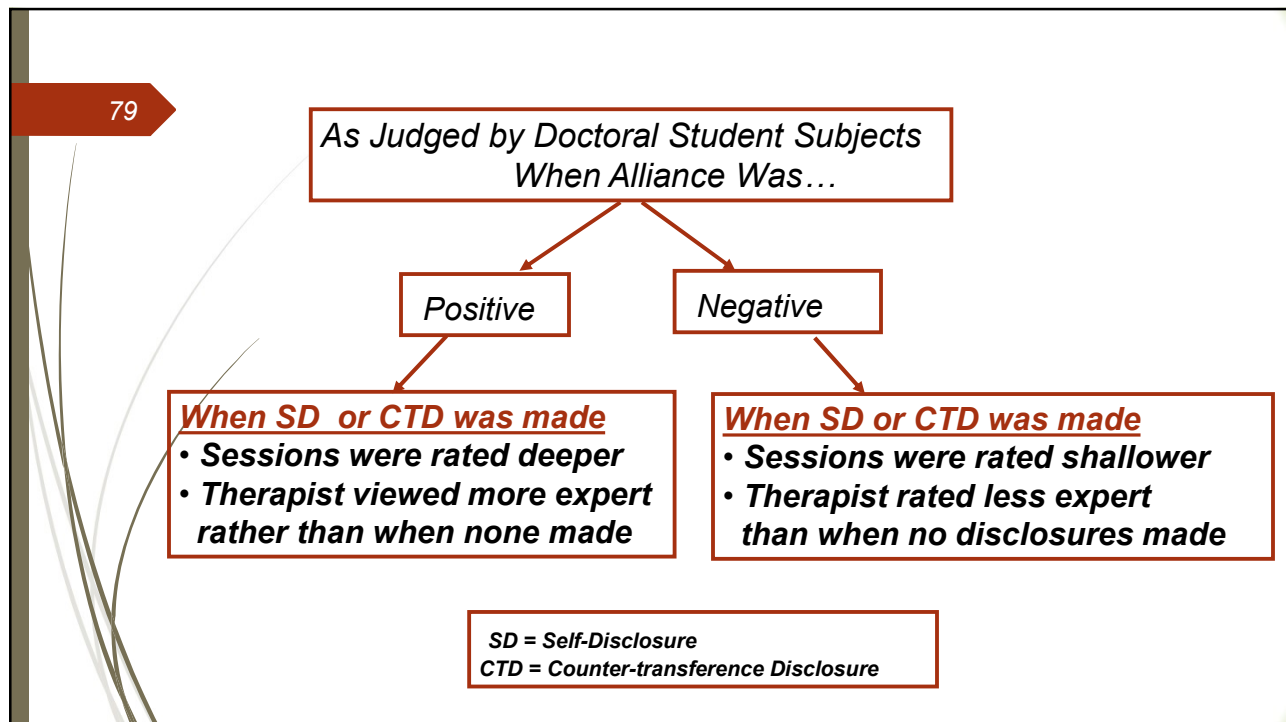 79
As Judged by Doctoral Student Subjects
When Alliance Was…
Positive
Negative
When SD or CTD was made
• Sessions were rated deeper
• Therapist viewed more expert
rather than when none made
When SD or CTD was made
• Sessions were rated shallower
• Therapist rated less expert
than when no disclosures made
SD = Self-Disclosure
CTD = Counter-transference Disclosure